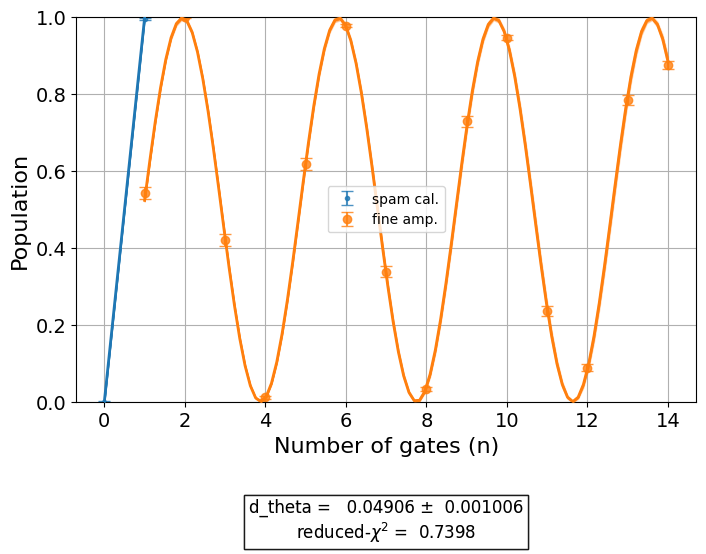 1.0
0.8
0.6
0.4
0.2
0.0
Population
spam cal.
fine amp.
0 2 4 6 8 10 12 14
Number of gates (n)
d_theta = 0.04906 ± 0.001006
reduced-χ² = 0.7398